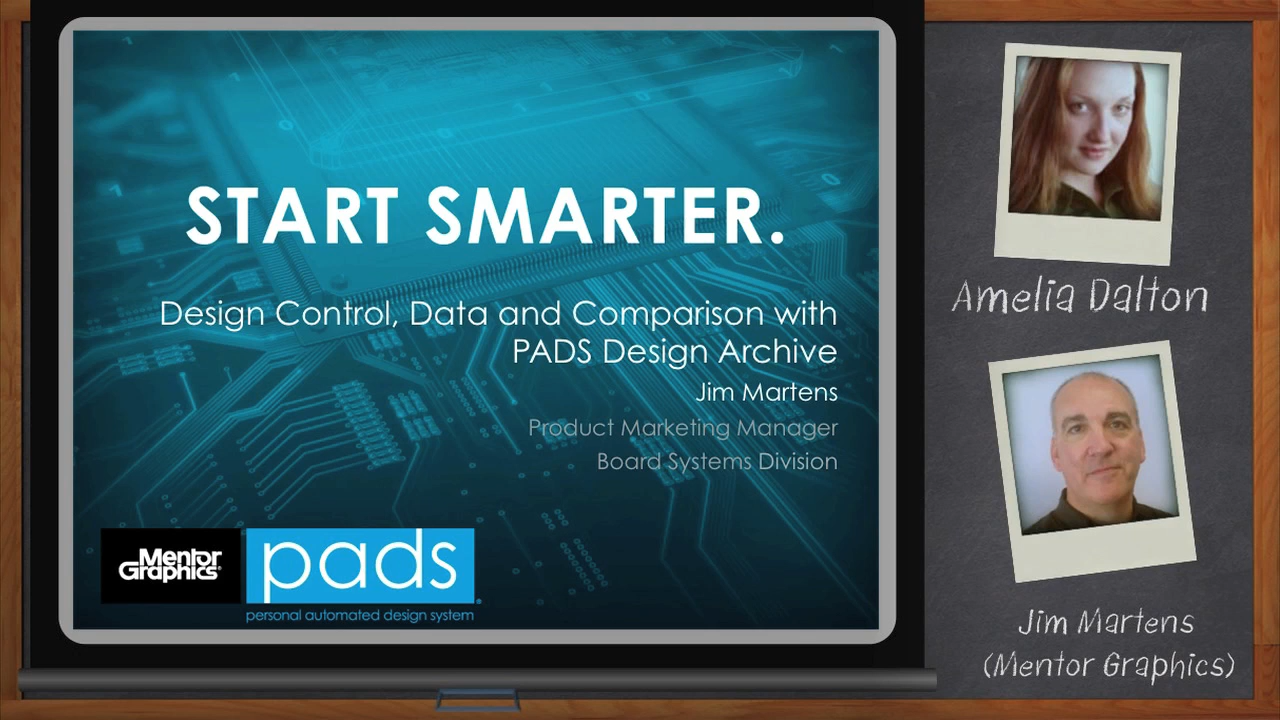 START SMARTER.
Design Control, Data and Comparison with
PADS Design Archive
Jim Martens
Product Marketing Manager
Board Systems Division
Mentor
Graphics®
pads
personal automated design system
Amelia Dalton
Jim Martens
(Mentor Graphics)